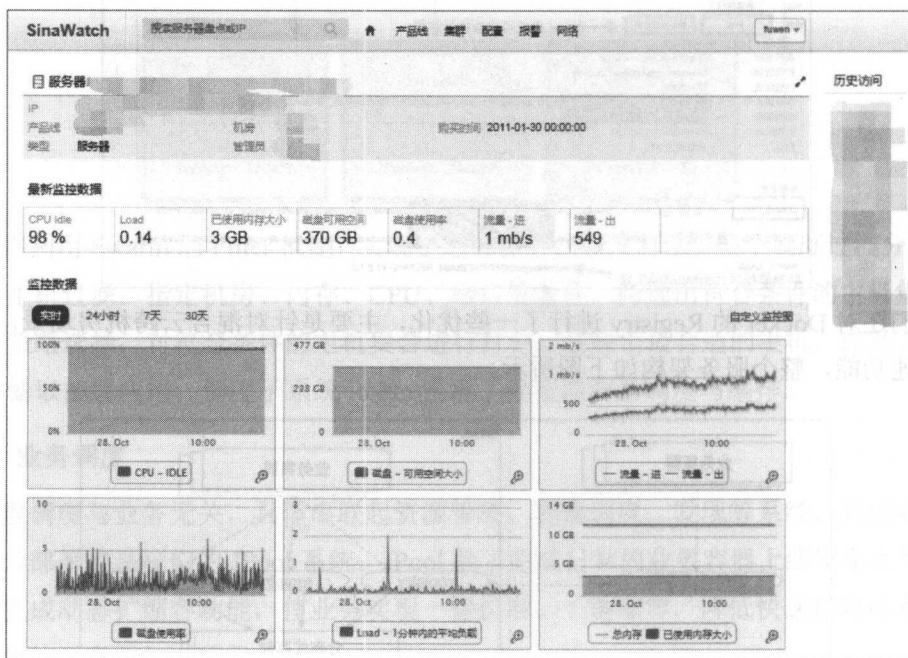 SinaWatch 搜索服务器盘点或IP 产品线 集群 配置 报警 网络 fuwen
服务器 历史访问
IP
产品线 机房 购买时间 2011-01-30 00:00:00
类型 服务器 管理员
最新监控数据
CPU Idle Load 已使用内存大小 磁盘可用空间 磁盘使用率 流量 - 进 流量 - 出
98 % 0.14 3 GB 370 GB 0.4 1 mb/s 549
监控数据
实时 24小时 7天 30天 自定义监控图
100% 477 GB 2 mb/s
1 mb/s
50% 238 GB 500
0% 0 0
28. Oct 10:00 28. Oct 10:00 28. Oct 10:00
CPU - IDLE 磁盘 - 可用空间大小 流量 - 进 流量 - 出
10 3 14 GB
2 10 GB
5 1 5 GB
0 0 0
28. Oct 10:00 28. Oct 10:00 28. Oct 10:00
磁盘使用率 Load - 1分钟内的平均负载 总内存 已使用内存大小